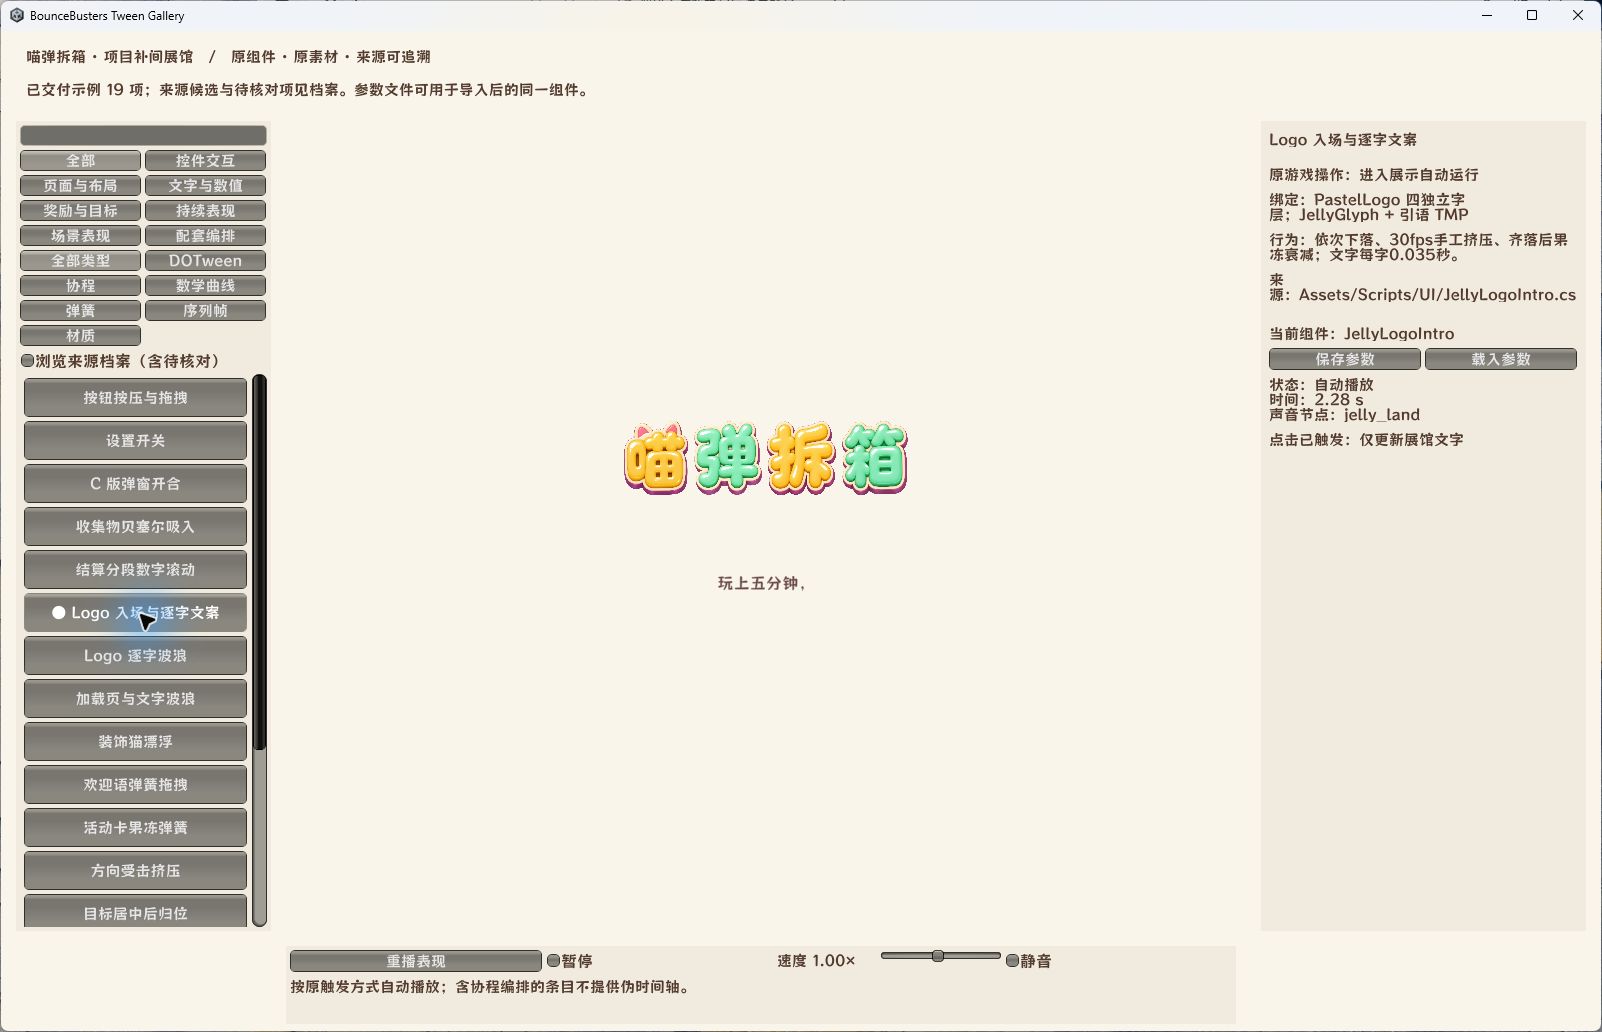 BounceBusters Tween Gallery
喵弹拆箱 · 项目补间展馆 / 原组件 · 原素材 · 来源可追溯
已交付示例 19 项；来源候选与待核对项见档案。参数文件可用于导入后的同一组件。
全部
控件交互
页面与布局
文字与数值
奖励与目标
持续表现
场景表现
配套编排
全部类型
DOTween
协程
数学曲线
弹簧
序列帧
材质
浏览来源档案（含待核对）
按钮按压与拖拽
设置开关
C 版弹窗开合
收集物贝塞尔吸入
结算分段数字滚动
● Logo 入场与逐字文案
Logo 逐字波浪
加载页与文字波浪
装饰猫漂浮
欢迎语弹簧拖拽
活动卡果冻弹簧
方向受击挤压
目标居中后归位
喵弹拆箱
玩上五分钟，
Logo 入场与逐字文案
原游戏操作：进入展示自动运行
绑定：PastelLogo 四独立字
层；JellyGlyph + 引语 TMP
行为：依次下落、30fps手工挤压、齐落后果
冻衰减；文字每字0.035秒。
来
源：Assets/Scripts/UI/JellyLogoIntro.cs
当前组件：JellyLogoIntro
保存参数
载入参数
状态：自动播放
时间：2.28 s
声音节点：jelly_land
点击已触发：仅更新展馆文字
重播表现
暂停
速度 1.00×
静音
按原触发方式自动播放；含协程编排的条目不提供伪时间轴。